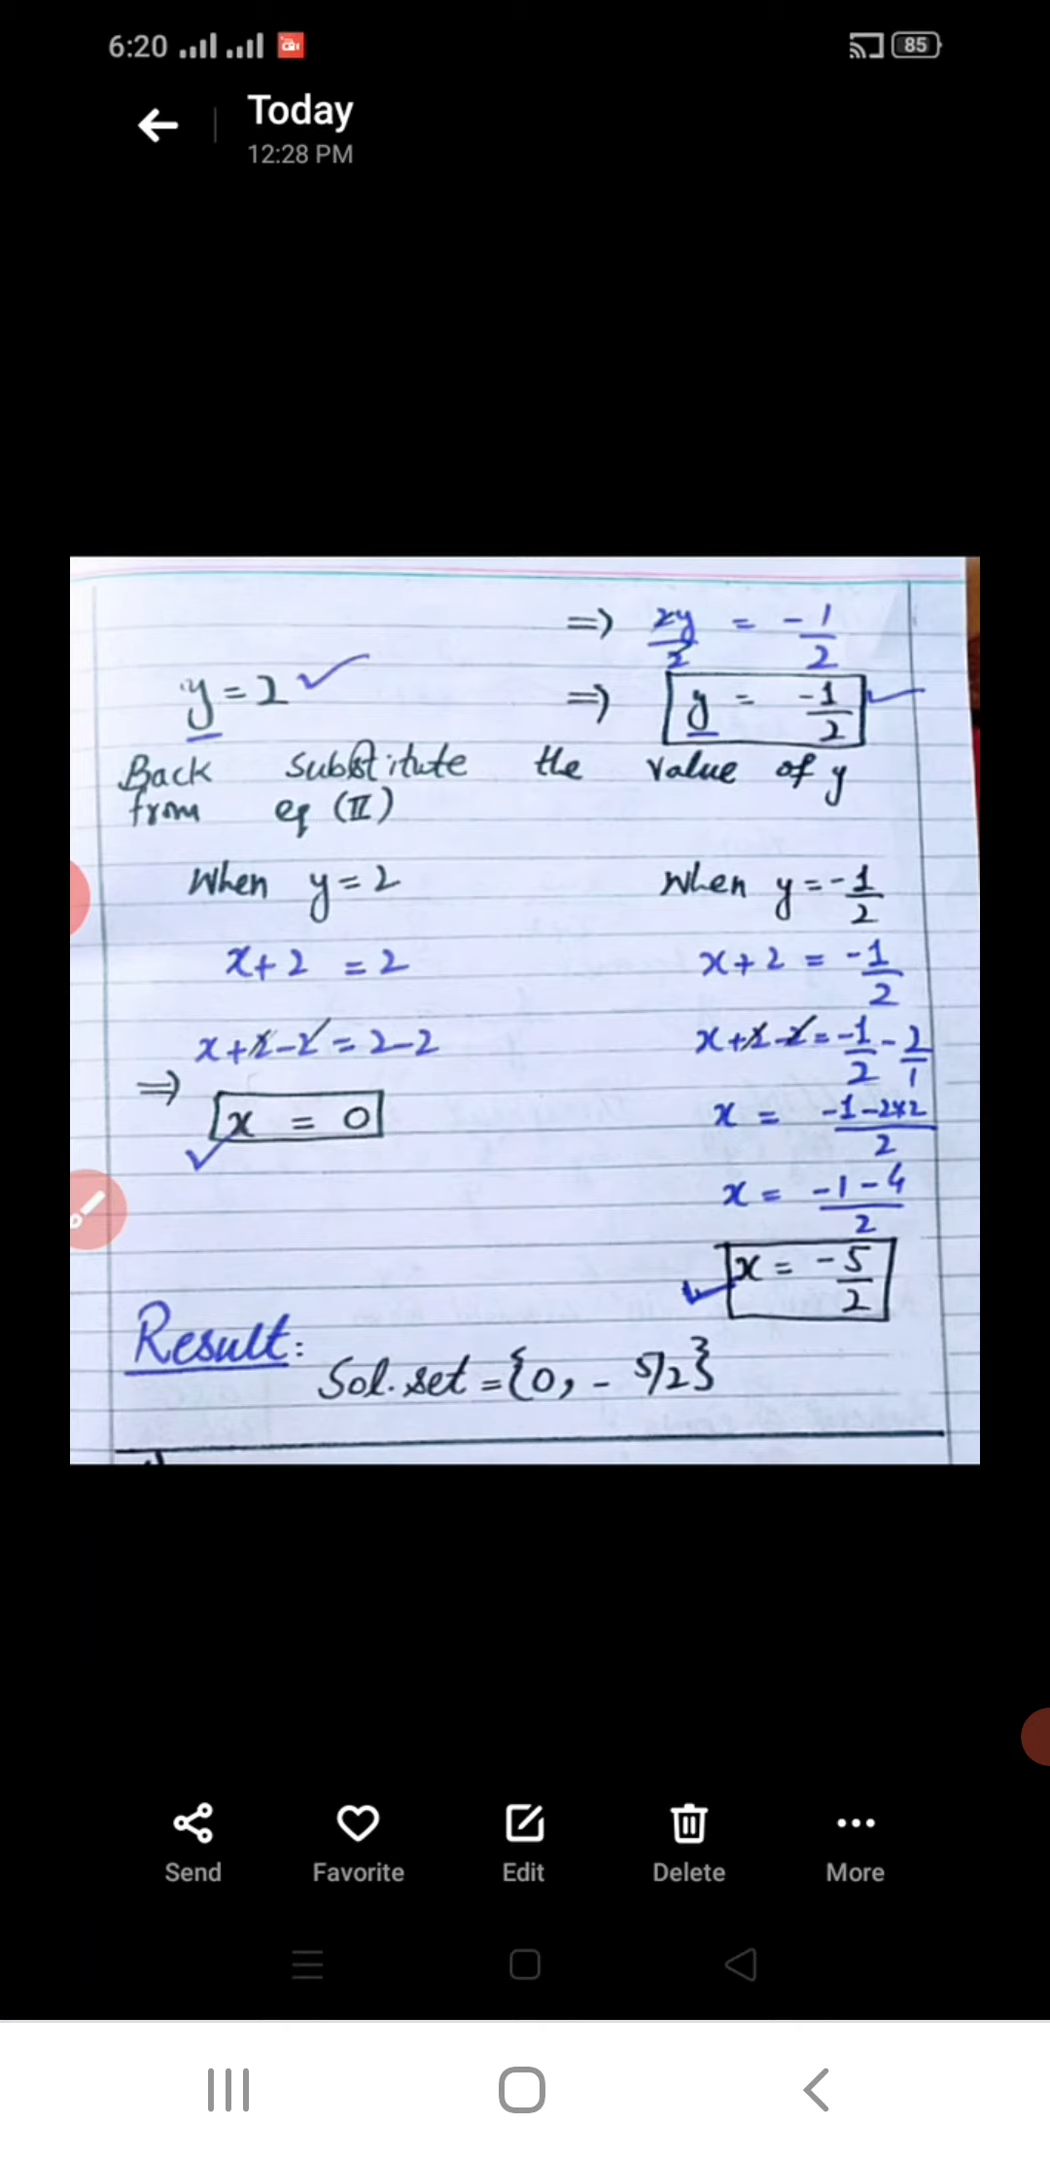 6:20
85
Today
12:28 PM
=> 2y/2 = -1/2
y = 2 ✓ => y = -1/2
Back substitute the value of y
from eq (II)
When y = 2 When y = -1/2
x + 2 = 2 x + 2 = -1/2
x + 2 - 2 = 2 - 2 x + 2 - 2 = -1/2 - 2/1
=> x = 0 x = -1-2×2/2
x = -1-4/2
x = -5/2
Result:
Sol. set = {0, - 5/2}
Send Favorite Edit Delete More